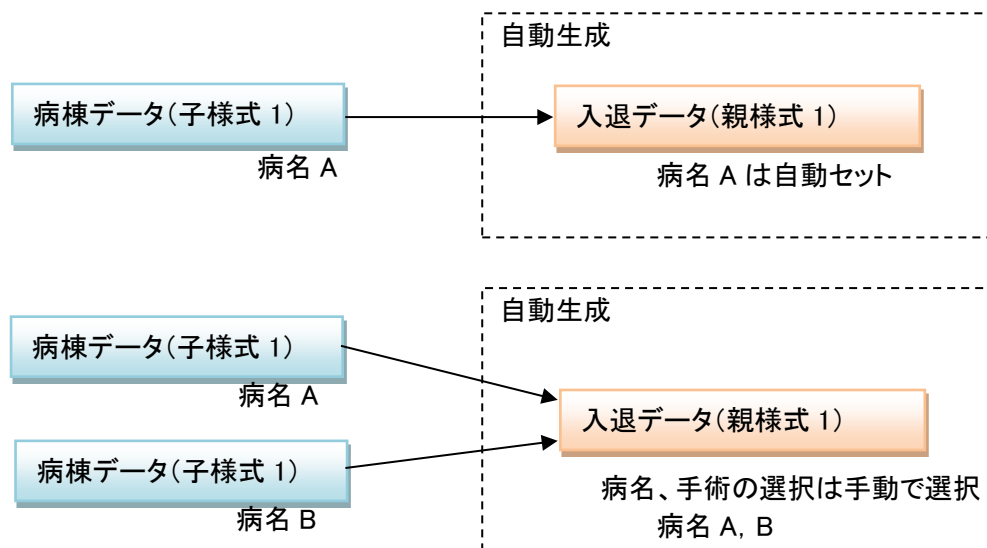 自動生成
病棟データ(子様式 1)
入退データ(親様式 1)
病名 A
病名 A は自動セット
自動生成
病棟データ(子様式 1)
病名 A
入退データ(親様式 1)
病棟データ(子様式 1)
病名、手術の選択は手動で選択
病名 B
病名 A, B